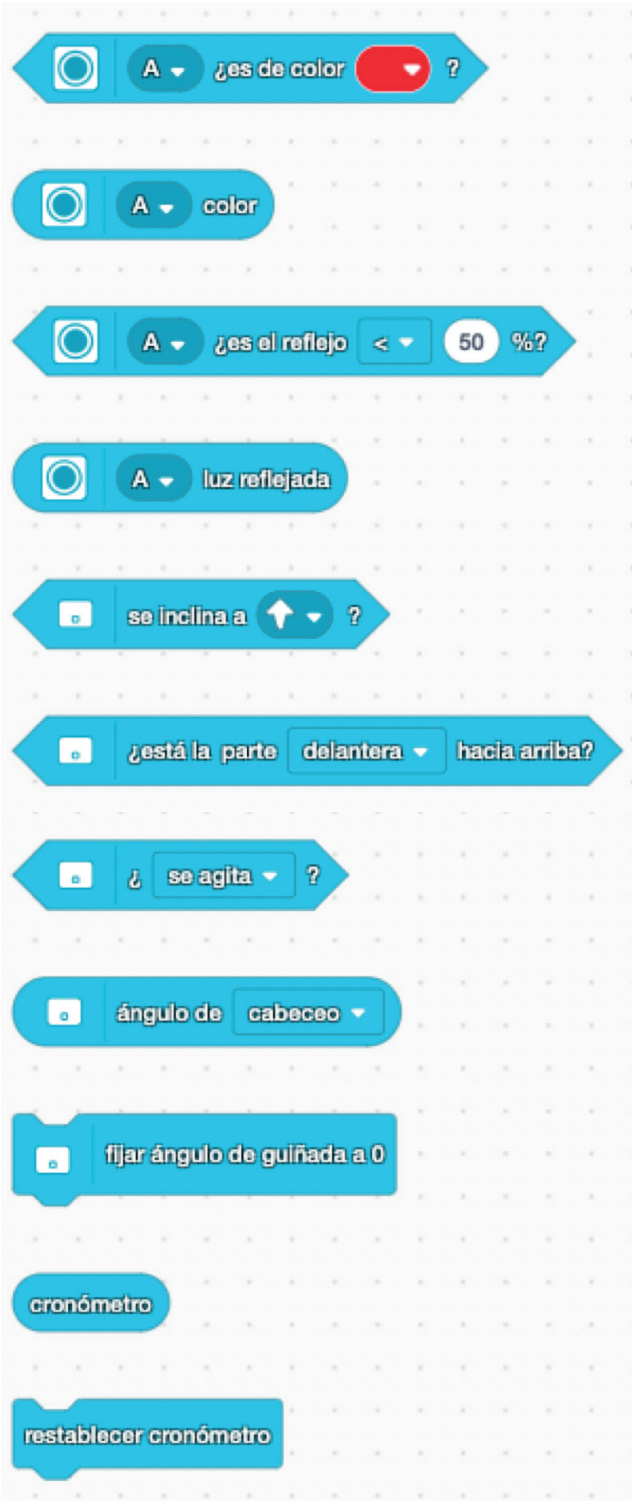 A ¿es de color ?
A color
A ¿es el reflejo < 50 %?
A luz reflejada
se inclina a ?
¿está la parte delantera hacia arriba?
¿ se agita ?
ángulo de cabeceo
fijar ángulo de guiñada a 0
cronómetro
restablecer cronómetro